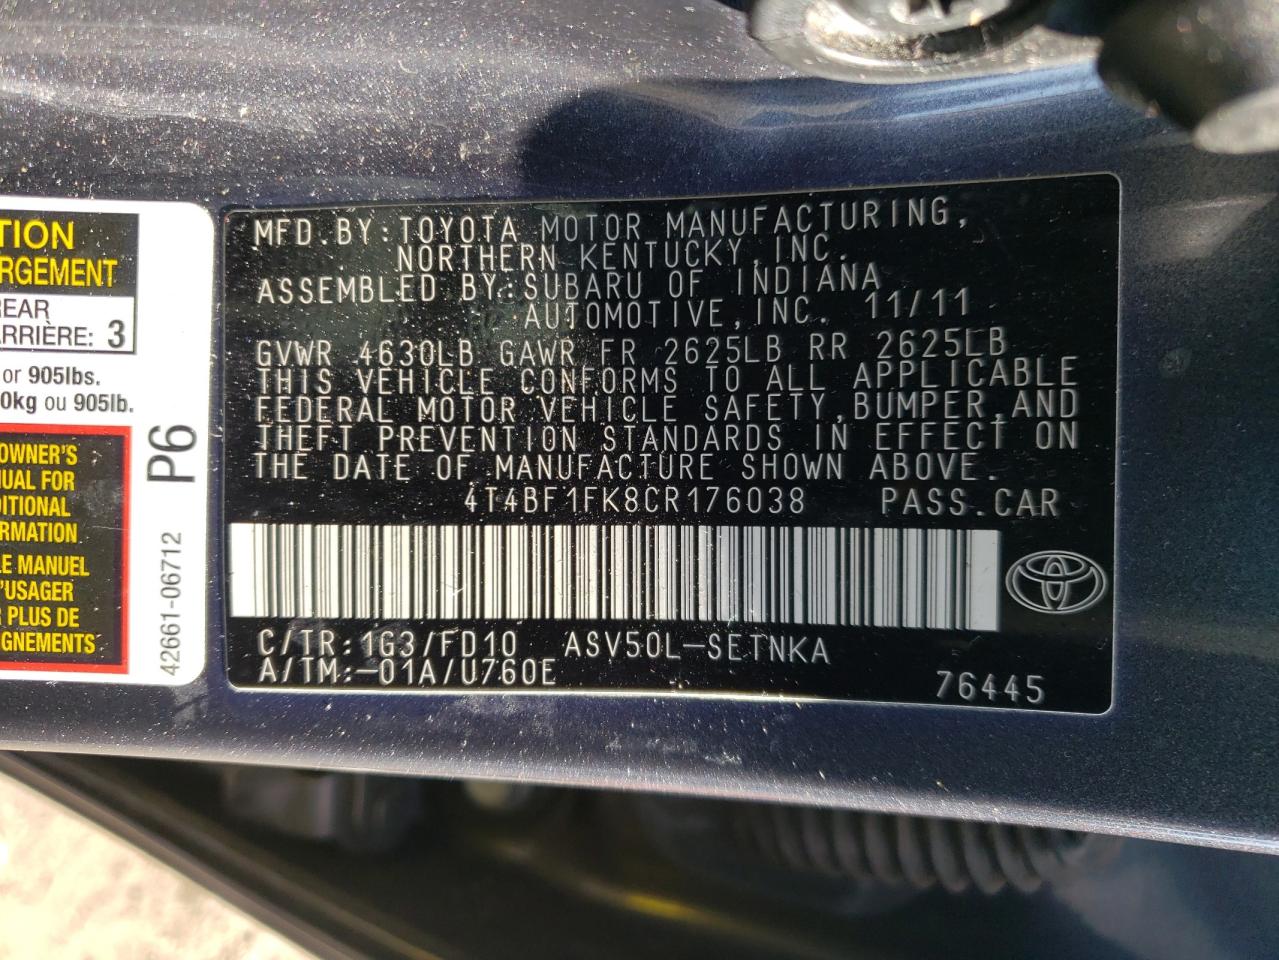 TION
RGEMENT
REAR
ARRIÈRE: 3
or 905lbs.
0kg ou 905lb.
OWNER'S
UAL FOR
ITIONAL
RMATION.
LE MANUEL
'USAGER
R PLUS DE
IGNEMENTS
P6
42661-06712
MFD.BY:TOYOTA MOTOR MANUFACTURING,
NORTHERN KENTUCKY,INC.
ASSEMBLED BY:SUBARU OF INDIANA
AUTOMOTIVE,INC. 11/11
GVWR 4630LB GAWR FR 2625LB RR 2625LB
THIS VEHICLE CONFORMS TO ALL APPLICABLE
FEDERAL MOTOR VEHICLE SAFETY,BUMPER,AND
THEFT PREVENTION STANDARDS IN EFFECT ON
THE DATE OF MANUFACTURE SHOWN ABOVE.
4T4BF1FK8CR176038 PASS.CAR
C/TR:1G3/FD10 ASV50L-SETNKA
A/TM:-01A/U760E
76445